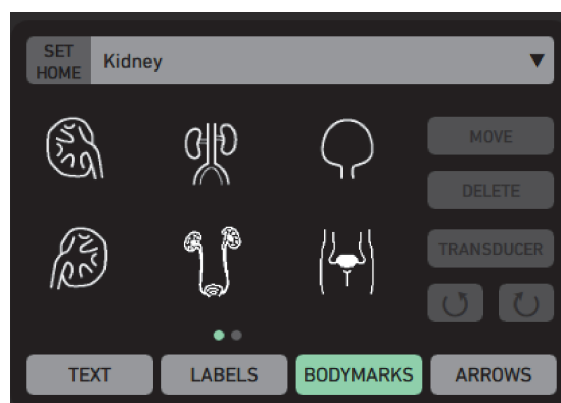 SET
HOME
Kidney
MOVE
DELETE
TRANSDUCER
TEXT
LABELS
BODYMARKS
ARROWS